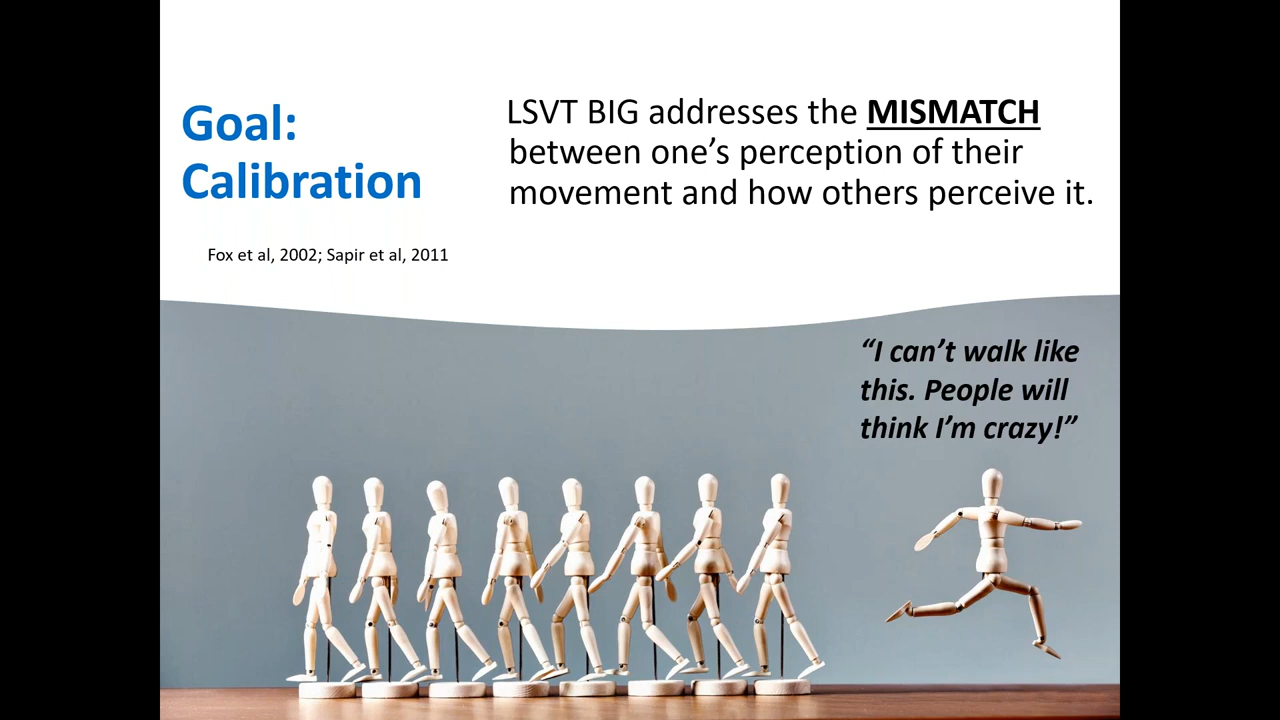 Goal:
Calibration
LSVT BIG addresses the MISMATCH
between one’s perception of their
movement and how others perceive it.
Fox et al, 2002; Sapir et al, 2011
“I can’t walk like
this. People will
think I’m crazy!”